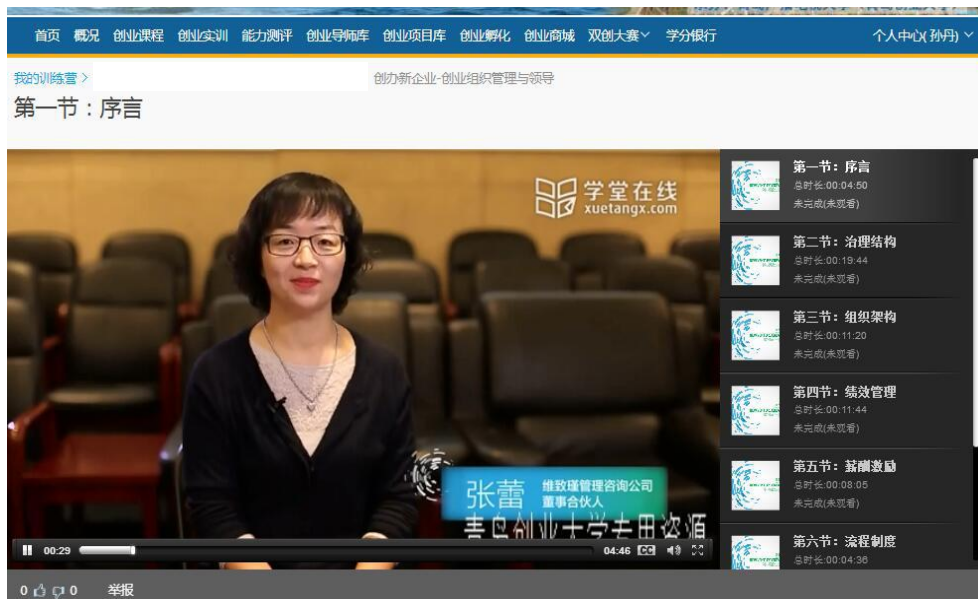 首页 概况 创业课程 创业实训 能力测评 创业导师库 创业项目库 创业孵化 创业商城 双创大赛 学分银行 个人中心(孙丹)
我的训练营 > 创办新企业-创业组织管理与领导
第一节：序言
学堂在线
xuetangx.com
张蕾 维致瑾管理咨询公司
董事合伙人
青岛创业大学专用资源
00:29 04:46 CC
第一节：序言
总时长:00:04:50
未完成(未观看)
第二节：治理结构
总时长:00:19:44
未完成(未观看)
第三节：组织架构
总时长:00:11:20
未完成(未观看)
第四节：绩效管理
总时长:00:11:44
未完成(未观看)
第五节：薪酬激励
总时长:00:08:05
未完成(未观看)
第六节：流程制度
总时长:00:04:36
0 0 举报